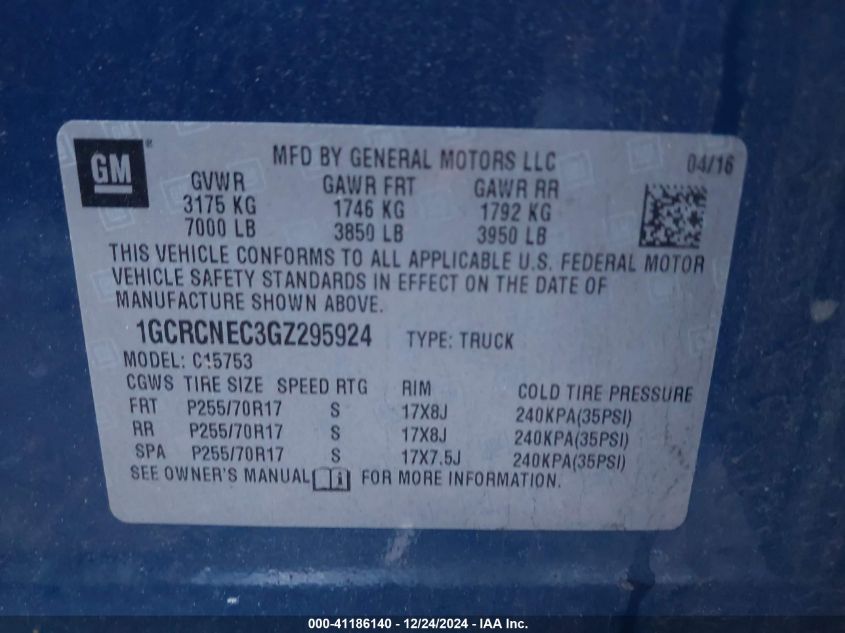 GM
MFD BY GENERAL MOTORS LLC 04/16
GVWR GAWR FRT GAWR RR
3175 KG 1746 KG 1792 KG
7000 LB 3850 LB 3950 LB
THIS VEHICLE CONFORMS TO ALL APPLICABLE U.S. FEDERAL MOTOR
VEHICLE SAFETY STANDARDS IN EFFECT ON THE DATE OF
MANUFACTURE SHOWN ABOVE.
1GCRCNEC3GZ295924 TYPE: TRUCK
MODEL: C15753
CGWS TIRE SIZE SPEED RTG RIM COLD TIRE PRESSURE
FRT P255/70R17 S 17X8J 240KPA(35PSI)
RR P255/70R17 S 17X8J 240KPA(35PSI)
SPA P255/70R17 S 17X7.5J 240KPA(35PSI)
SEE OWNER'S MANUAL i FOR MORE INFORMATION.
000-41186140 - 12/24/2024 - IAA Inc.